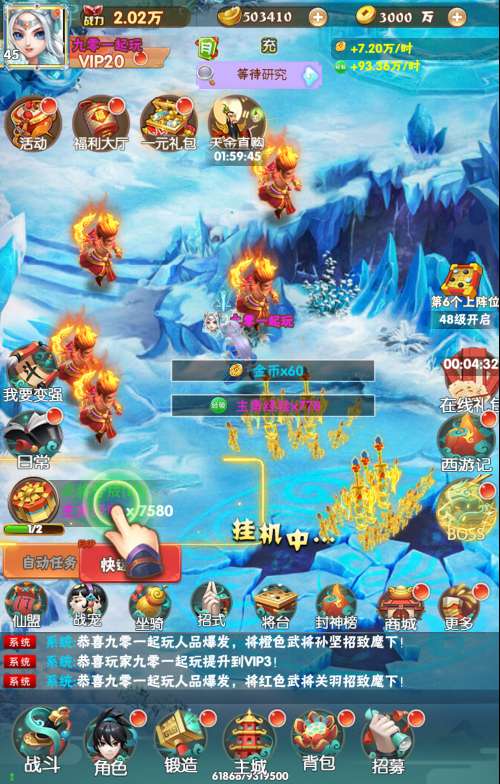 战力 2.02万
503410
3000 万
45
九零一起玩
VIP20
月
充
+7.20万/时
+93.36万/时
等待研究
活动
福利大厅
一元礼包
天金直购
01:59:45
第6个上阵位
48级开启
九零一起玩
00:04:32
金币x60
我要变强
在线礼包
日常
西游记
x7580
1/2
挂机中...
BOSS
自动任务
快速
仙盟
战宠
坐骑
招式
将台
封神榜
商城
更多
系统 系统:恭喜九零一起玩人品爆发，将橙色武将孙坚招致麾下!
系统 系统:恭喜玩家九零一起玩提升到VIP3!
系统 系统:恭喜九零一起玩人品爆发，将红色武将关羽招致麾下!
战斗
角色
锻造
主城
背包
招募
6186879319500